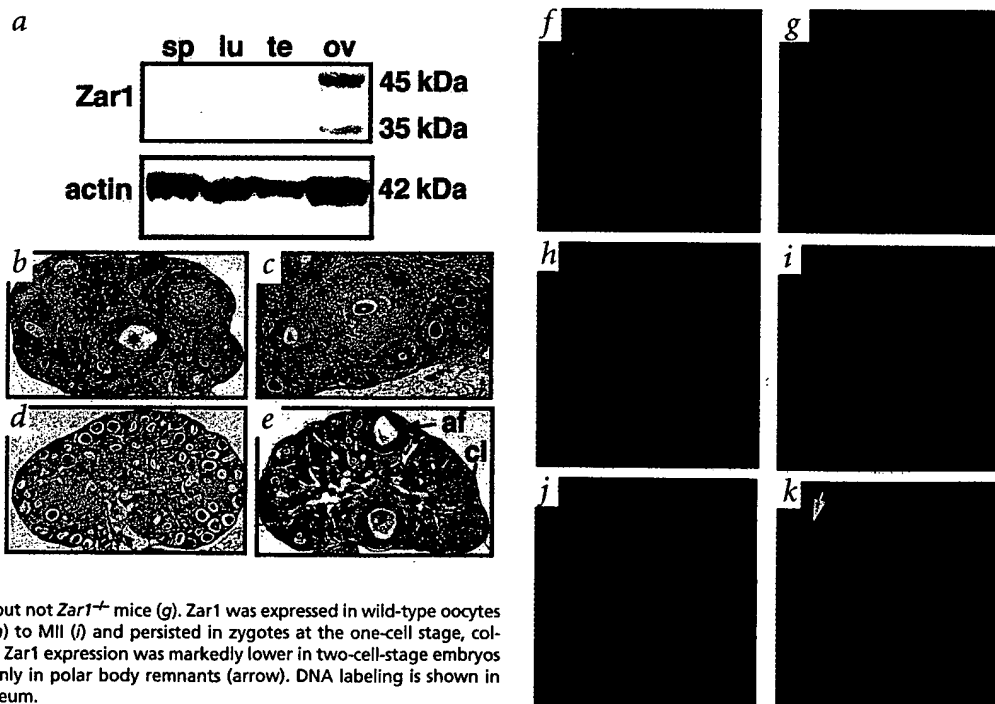 a
sp lu te ov
Zar1
45 kDa
35 kDa
actin
42 kDa
b
c
d
e
af
cl
f
g
h
i
j
k
but not Zar1-/- mice (g). Zar1 was expressed in wild-type oocytes
) to MII (i) and persisted in zygotes at the one-cell stage, col-
Zar1 expression was markedly lower in two-cell-stage embryos
nly in polar body remnants (arrow). DNA labeling is shown in
eum.